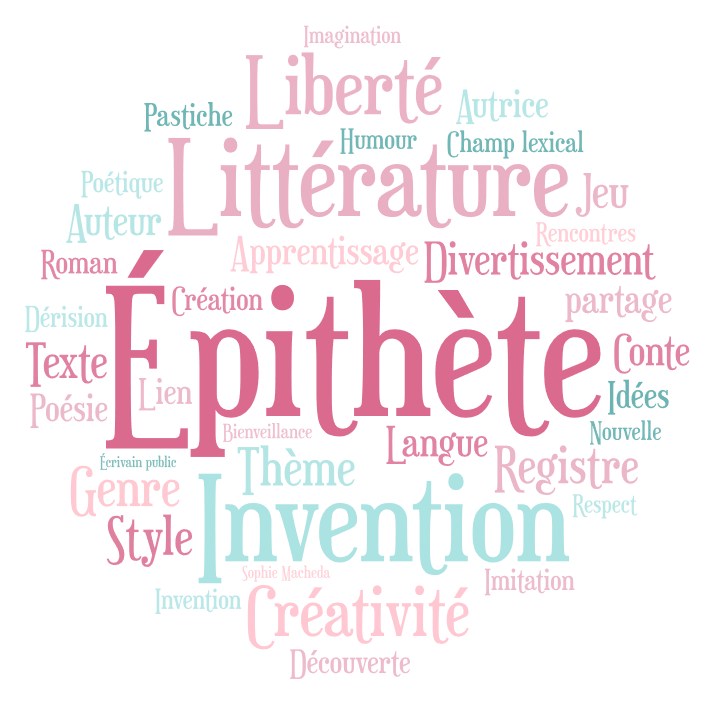 Imagination
Liberté
Autrice
Pastiche
Humour
Champ lexical
Littérature
Poétique
Jeu
Auteur
Rencontres
Apprentissage
Divertissement
Roman
Création
partage
Épithète
Dérision
Conte
Texte
Lien
Idées
Poésie
Bienveillance
Nouvelle
Langue
Écrivain public
Thème
Registre
Genre
Invention
Respect
Style
Sophie Macheda
Imitation
Invention
Créativité
Découverte